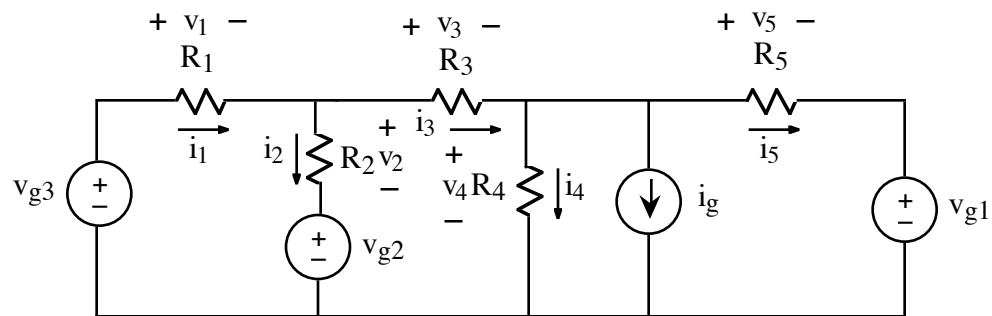 + v1 −
R1
+ v3 −
R3
+ v5 −
R5
i1
i2
R2
+
v2
−
i3
+
v4
−
R4
i4
ig
i5
vg3
+
−
vg2
+
−
vg1
+
−